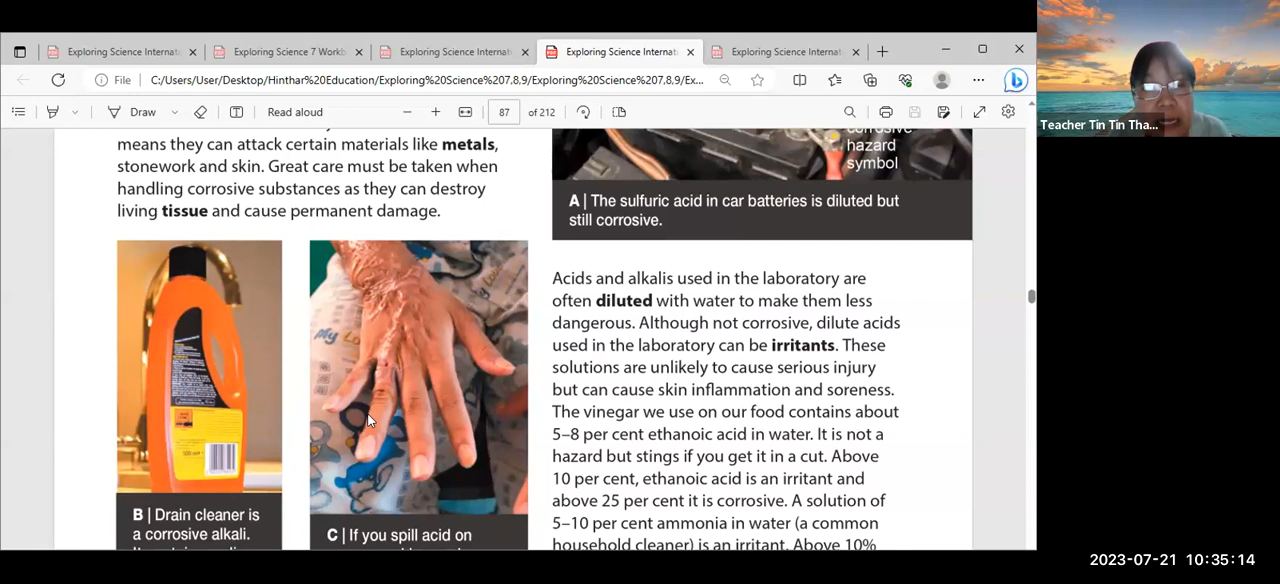 Exploring Science Internati
Exploring Science 7 Workb
Exploring Science Internati
Exploring Science Internati
Exploring Science Internati
File
C:/Users/User/Desktop/Hinthar%20Education/Exploring%20Science%207,8,9/Exploring%20Science%207,8,9/Ex...
Draw
Read aloud
87
of 212
Teacher Tin Tin Tha...
means they can attack certain materials like metals,
stonework and skin. Great care must be taken when
handling corrosive substances as they can destroy
living tissue and cause permanent damage.
corrosive
hazard
symbol
A | The sulfuric acid in car batteries is diluted but
still corrosive.
B | Drain cleaner is
a corrosive alkali.
C | If you spill acid on
Acids and alkalis used in the laboratory are
often diluted with water to make them less
dangerous. Although not corrosive, dilute acids
used in the laboratory can be irritants. These
solutions are unlikely to cause serious injury
but can cause skin inflammation and soreness.
The vinegar we use on our food contains about
5–8 per cent ethanoic acid in water. It is not a
hazard but stings if you get it in a cut. Above
10 per cent, ethanoic acid is an irritant and
above 25 per cent it is corrosive. A solution of
5–10 per cent ammonia in water (a common
household cleaner) is an irritant. Above 10%
2023-07-21 10:35:14